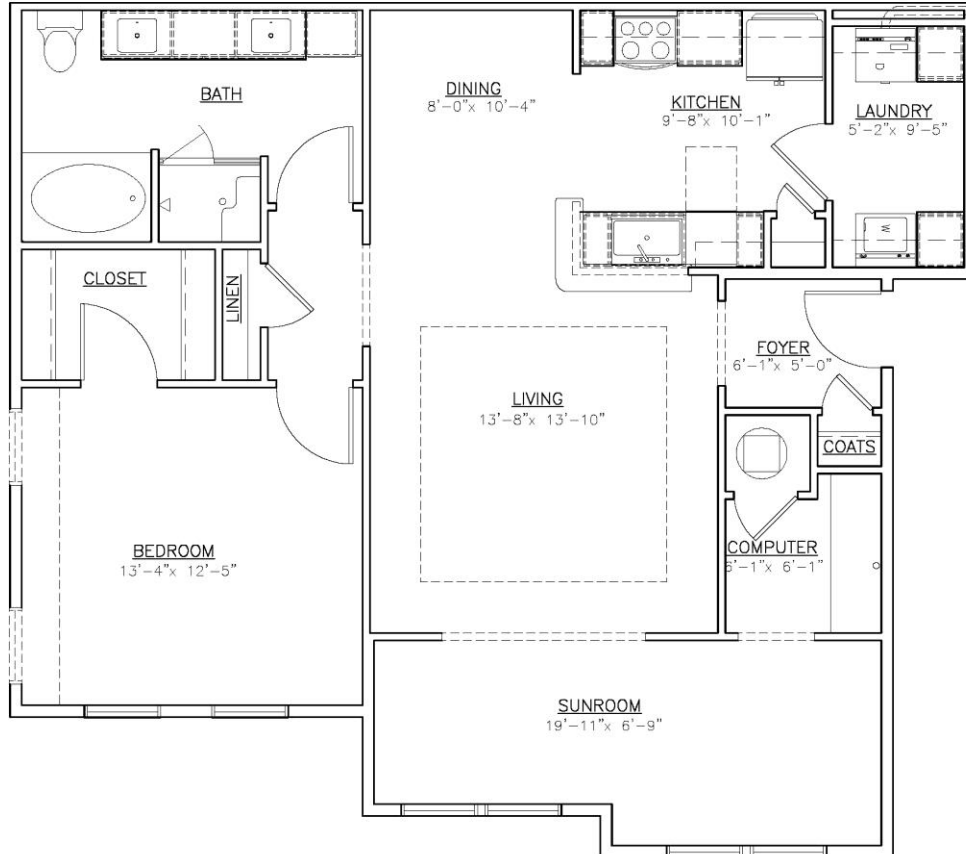 BATH
DINING
8'-0"x 10'-4"
KITCHEN
9'-8"x 10'-1"
LAUNDRY
5'-2"x 9'-5"
D
W
CLOSET
LINEN
FOYER
6'-1"x 5'-0"
LIVING
13'-8"x 13'-10"
COATS
BEDROOM
13'-4"x 12'-5"
COMPUTER
6'-1"x 6'-1"
SUNROOM
19'-11"x 6'-9"